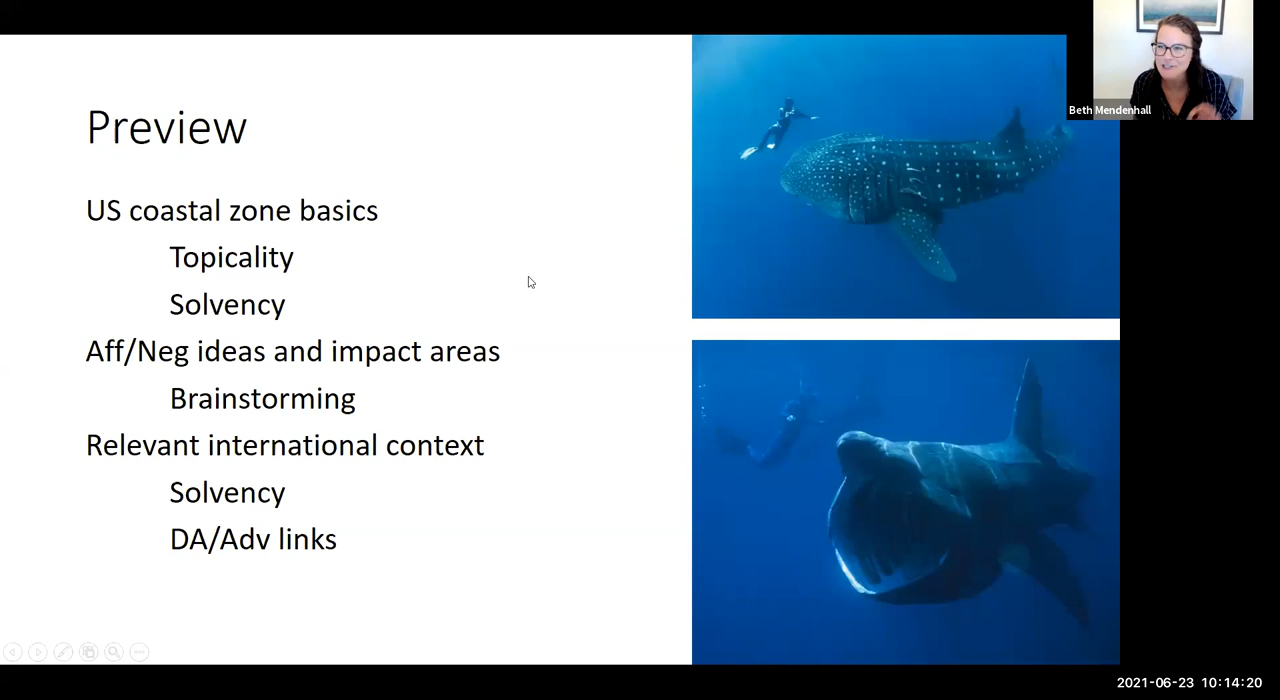 Preview
US coastal zone basics
Topicality
Solvency
Aff/Neg ideas and impact areas
Brainstorming
Relevant international context
Solvency
DA/Adv links
Beth Mendenhall
2021-06-23 10:14:20